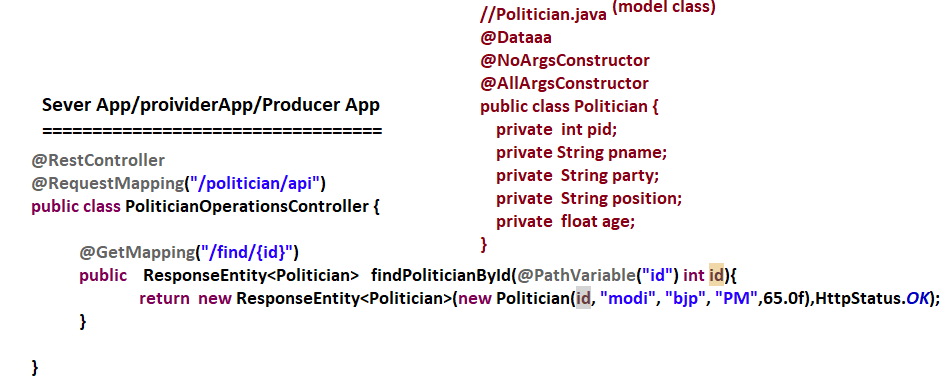 //Politician.java (model class)
@Dataaa
@NoArgsConstructor
@AllArgsConstructor
public class Politician {
private int pid;
private String pname;
private String party;
private String position;
private float age;
}
Sever App/proividerApp/Producer App
==================================
@RestController
@RequestMapping("/politician/api")
public class PoliticianOperationsController {
@GetMapping("/find/{id}")
public ResponseEntity<Politician> findPoliticianById(@PathVariable("id") int id){
return new ResponseEntity<Politician>(new Politician(id, "modi", "bjp", "PM",65.0f),HttpStatus.OK);
}
}